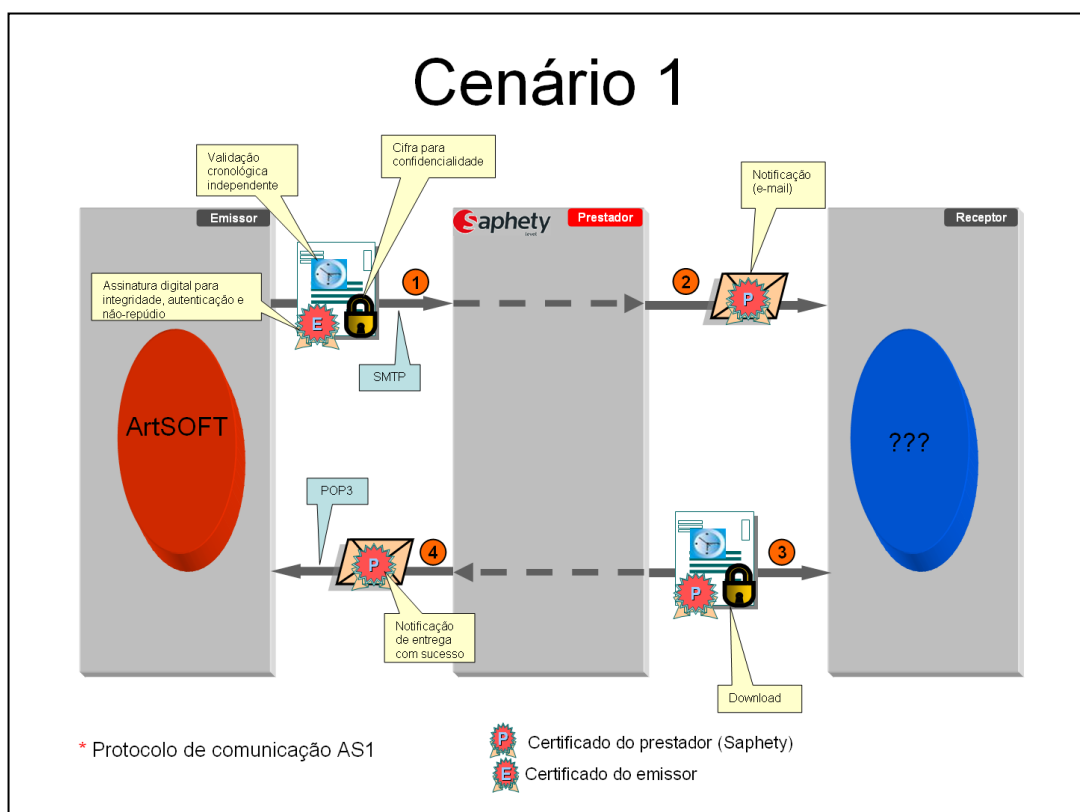 Cenário 1
Validação
cronológica
independente
Cifra para
confidencialidade
Notificação
(e-mail)
Emissor
Saphety
level
Prestador
Receptor
Assinatura digital para
integridade, autenticação e
não-repúdio
1
2
P
E
SMTP
ArtSOFT
???
POP3
4
3
P
P
Notificação
de entrega
com sucesso
Download
* Protocolo de comunicação AS1
P
Certificado do prestador (Saphety)
E
Certificado do emissor